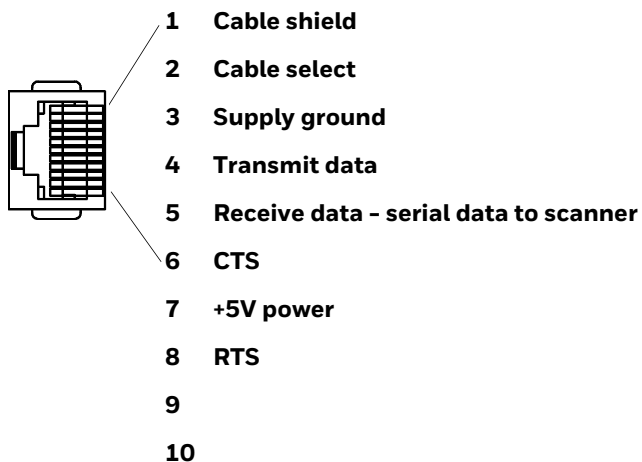 1 Cable shield
2 Cable select
3 Supply ground
4 Transmit data
5 Receive data - serial data to scanner
6 CTS
7 +5V power
8 RTS
9
10